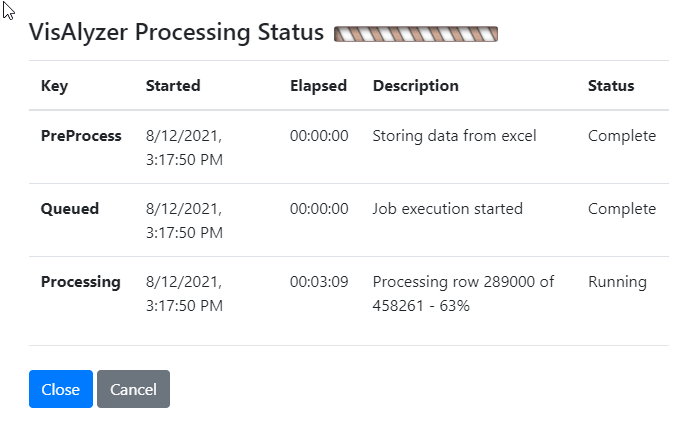 VisAlyzer Processing Status
Key Started Elapsed Description Status
PreProcess 8/12/2021, 00:00:00 Storing data from excel Complete
3:17:50 PM
Queued 8/12/2021, 00:00:00 Job execution started Complete
3:17:50 PM
Processing 8/12/2021, 00:03:09 Processing row 289000 of Running
3:17:50 PM 458261 - 63%
Close Cancel